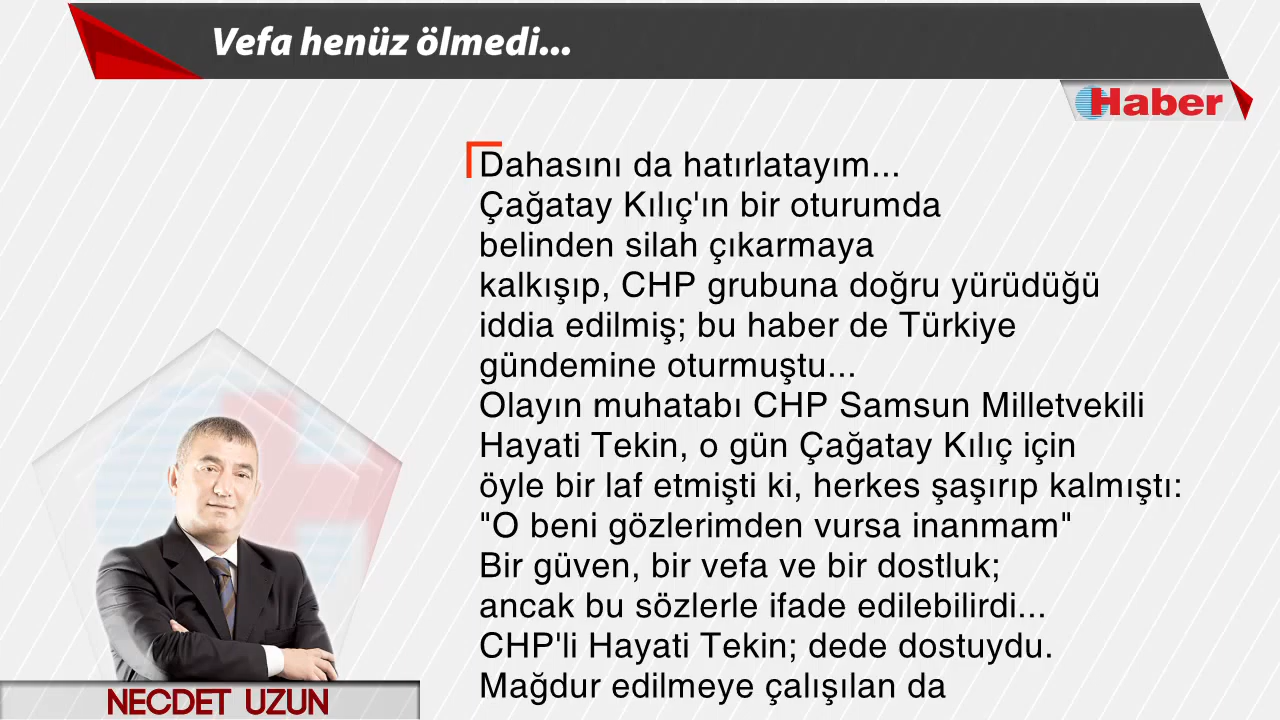 Vefa henüz ölmedi...
Haber
Dahasını da hatırlatayım...
Çağatay Kılıç'ın bir oturumda
belinden silah çıkarmaya
kalkışıp, CHP grubuna doğru yürüdüğü
iddia edilmiş; bu haber de Türkiye
gündemine oturmuştu...
Olayın muhatabı CHP Samsun Milletvekili
Hayati Tekin, o gün Çağatay Kılıç için
öyle bir laf etmişti ki, herkes şaşırıp kalmıştı:
"O beni gözlerimden vursa inanmam"
Bir güven, bir vefa ve bir dostluk;
ancak bu sözlerle ifade edilebilirdi...
CHP'li Hayati Tekin; dede dostuydu.
Mağdur edilmeye çalışılan da
NECDET UZUN